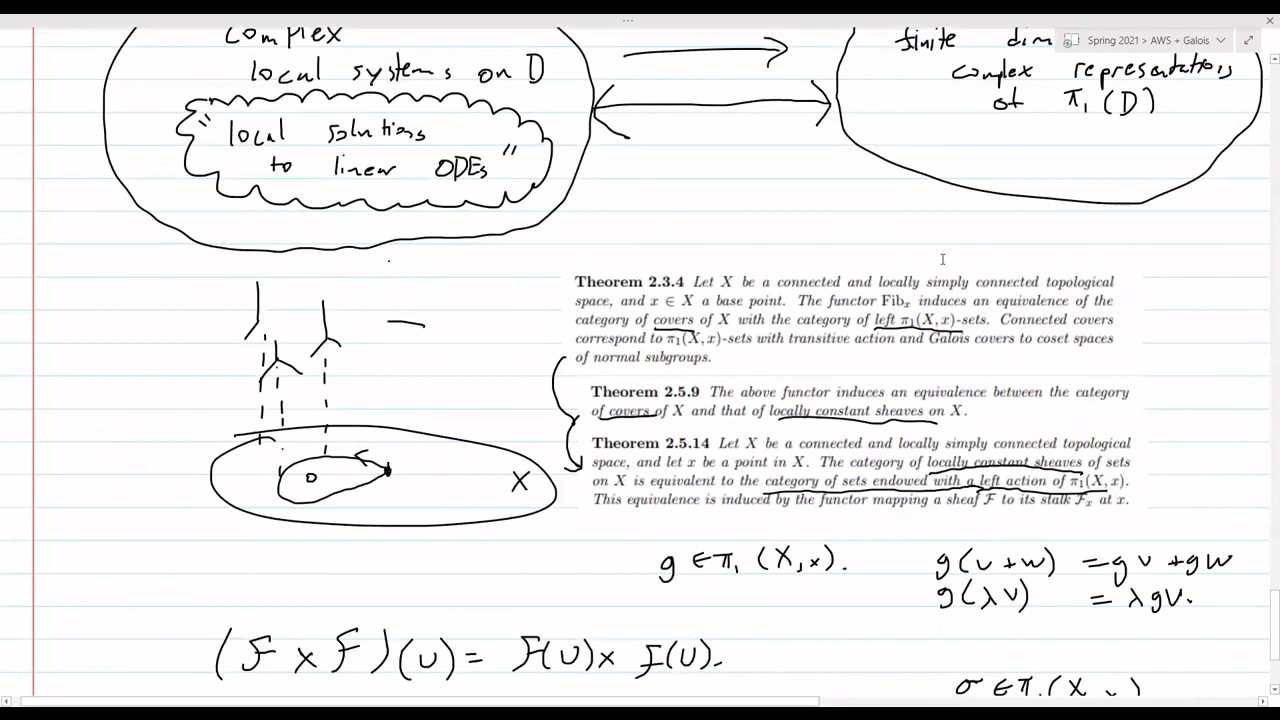 Spring 2021 > AWS + Galois
complex
local systems on D
"local solutions
to linear ODEs"
finite dim
complex representations
of π₁(D)
Theorem 2.3.4 Let X be a connected and locally simply connected topological
space, and x ∈ X a base point. The functor Fibₓ induces an equivalence of the
category of covers of X with the category of left π₁(X, x)-sets. Connected covers
correspond to π₁(X, x)-sets with transitive action and Galois covers to coset spaces
of normal subgroups.
Theorem 2.5.9 The above functor induces an equivalence between the category
of covers of X and that of locally constant sheaves on X.
Theorem 2.5.14 Let X be a connected and locally simply connected topological
space, and let x be a point in X. The category of locally constant sheaves of sets
on X is equivalent to the category of sets endowed with a left action of π₁(X, x).
This equivalence is induced by the functor mapping a sheaf F to its stalk Fₓ at x.
X
g ∈ π₁ (X, x).
g(v + w) = gv + gw
g(λv) = λgv.
(F × F)(U) = F(U) × F(U).
σ ∈ π₁(X, x)